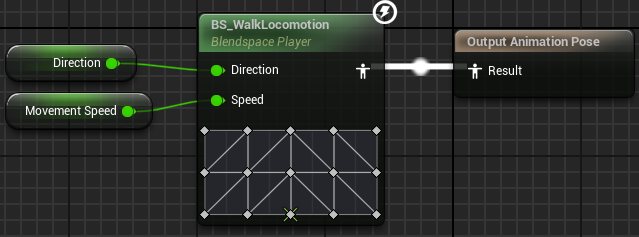 BS_WalkLocomotion
Blendspace Player
Output Animation Pose
Direction
Direction
Result
Movement Speed
Speed